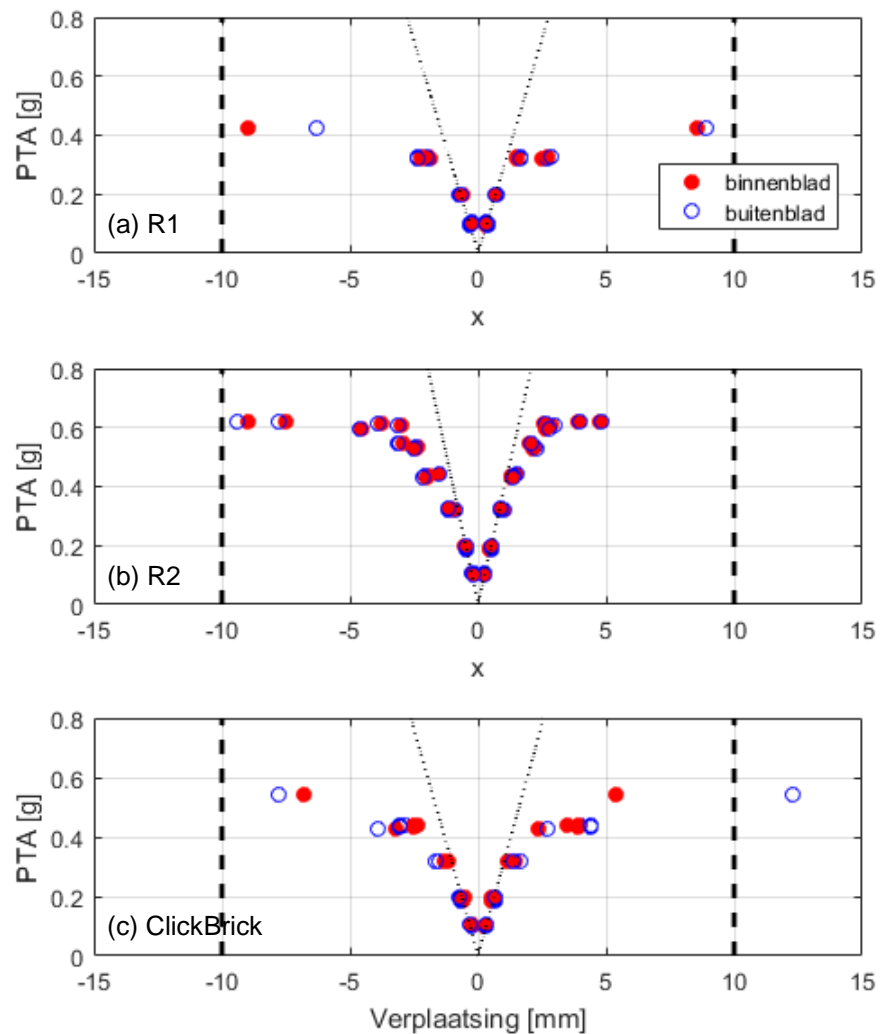 PTA [g]
0.8
0.6
0.4
0.2
0
binnenblad
buitenblad
(a) R1
-15 -10 -5 0 5 10 15
x
PTA [g]
0.8
0.6
0.4
0.2
0
(b) R2
-15 -10 -5 0 5 10 15
x
PTA [g]
0.8
0.6
0.4
0.2
0
(c) ClickBrick
-15 -10 -5 0 5 10 15
Verplaatsing [mm]